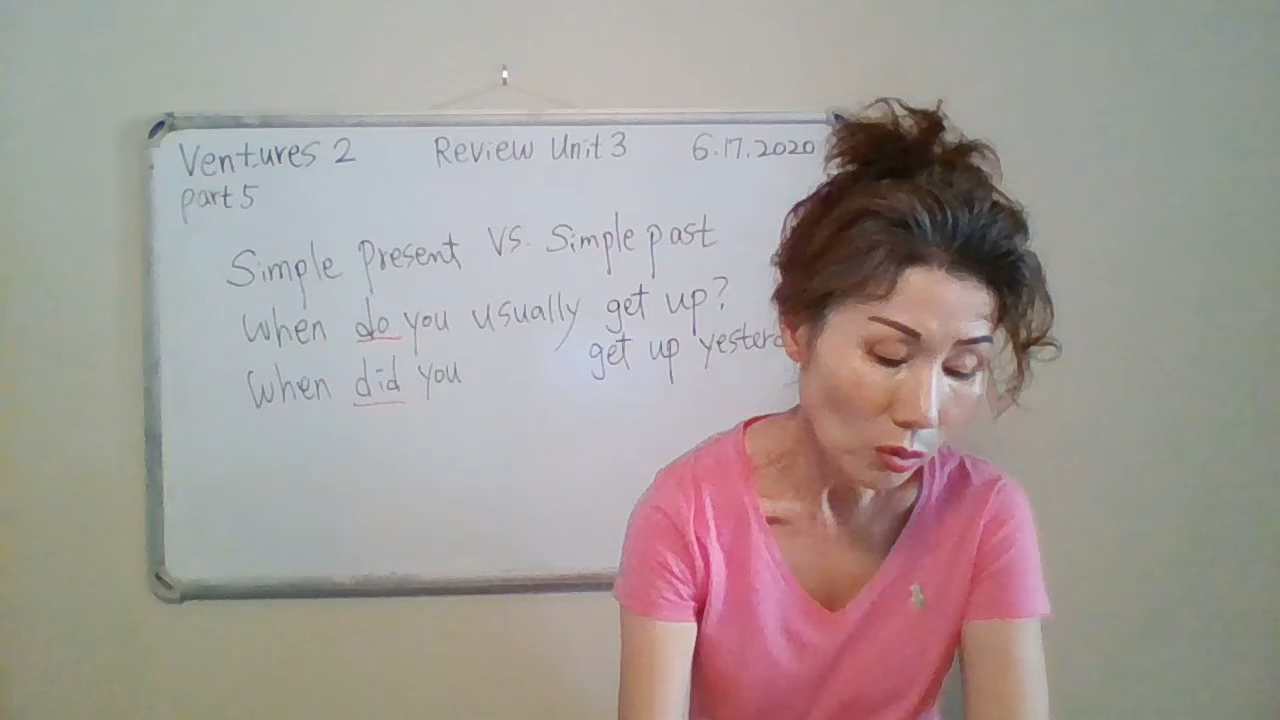 Ventures 2 Review Unit 3 6.17.2020
part 5
Simple present vs. Simple past
When do you usually get up?
When did you get up